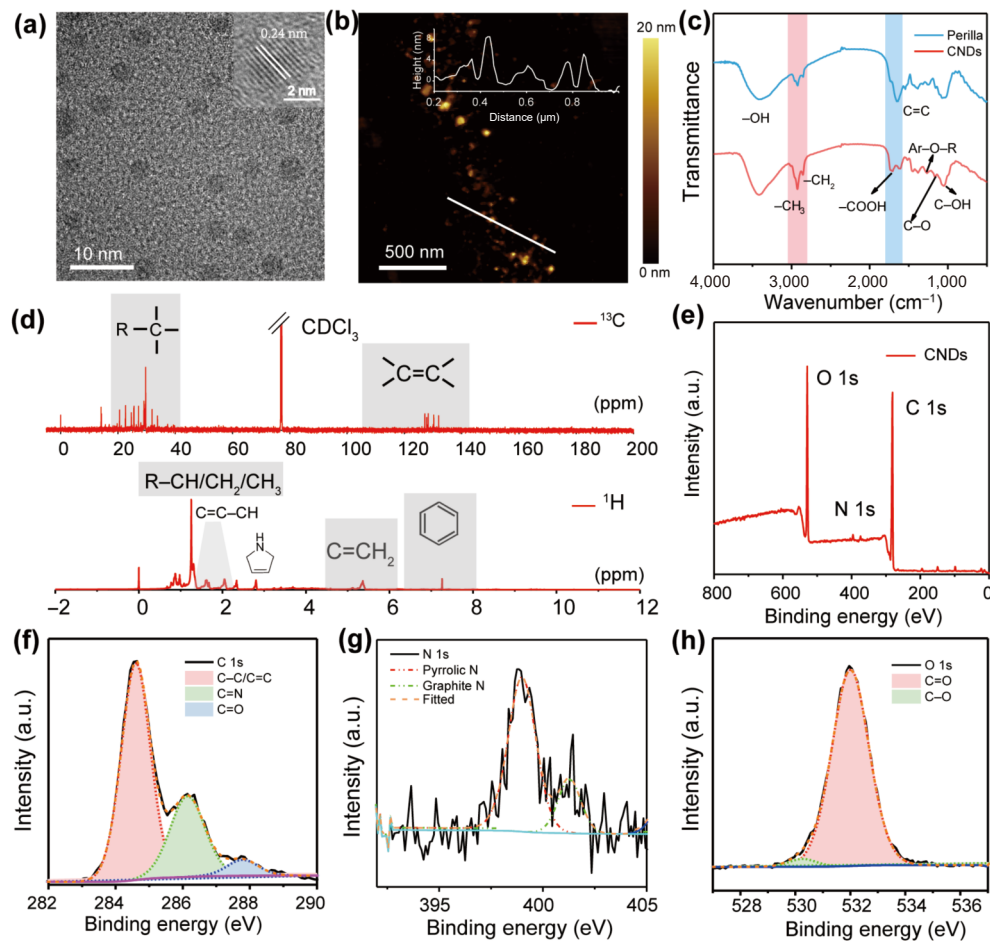 (a)
0.24 nm
2 nm
10 nm
(b)
20 nm
Height (nm)
8
4
0
0.2 0.4 0.6 0.8
Distance (µm)
500 nm
0 nm
(c)
Perilla
CNDs
Transmittance
–OH
C=C
Ar–O–R
–CH₂
–CH₃
–COOH
C–OH
C–O
4,000 3,000 2,000 1,000
Wavenumber (cm⁻¹)
(d)
R–C–
CDCl₃
¹³C
C=C
(ppm)
0 20 40 60 80 100 120 140 160 180 200
R–CH/CH₂/CH₃
¹H
C=C–CH
H
N
C=CH₂
(ppm)
−2 0 2 4 6 8 10 12
(e)
CNDs
O 1s
C 1s
N 1s
Intensity (a.u.)
800 600 400 200 0
Binding energy (eV)
(f)
C 1s
C–C/C=C
C=N
C=O
Intensity (a.u.)
282 284 286 288 290
Binding energy (eV)
(g)
N 1s
Pyrrolic N
Graphite N
Fitted
Intensity (a.u.)
395 400 405
Binding energy (eV)
(h)
O 1s
C=O
C–O
Intensity (a.u.)
528 530 532 534 536
Binding energy (eV)